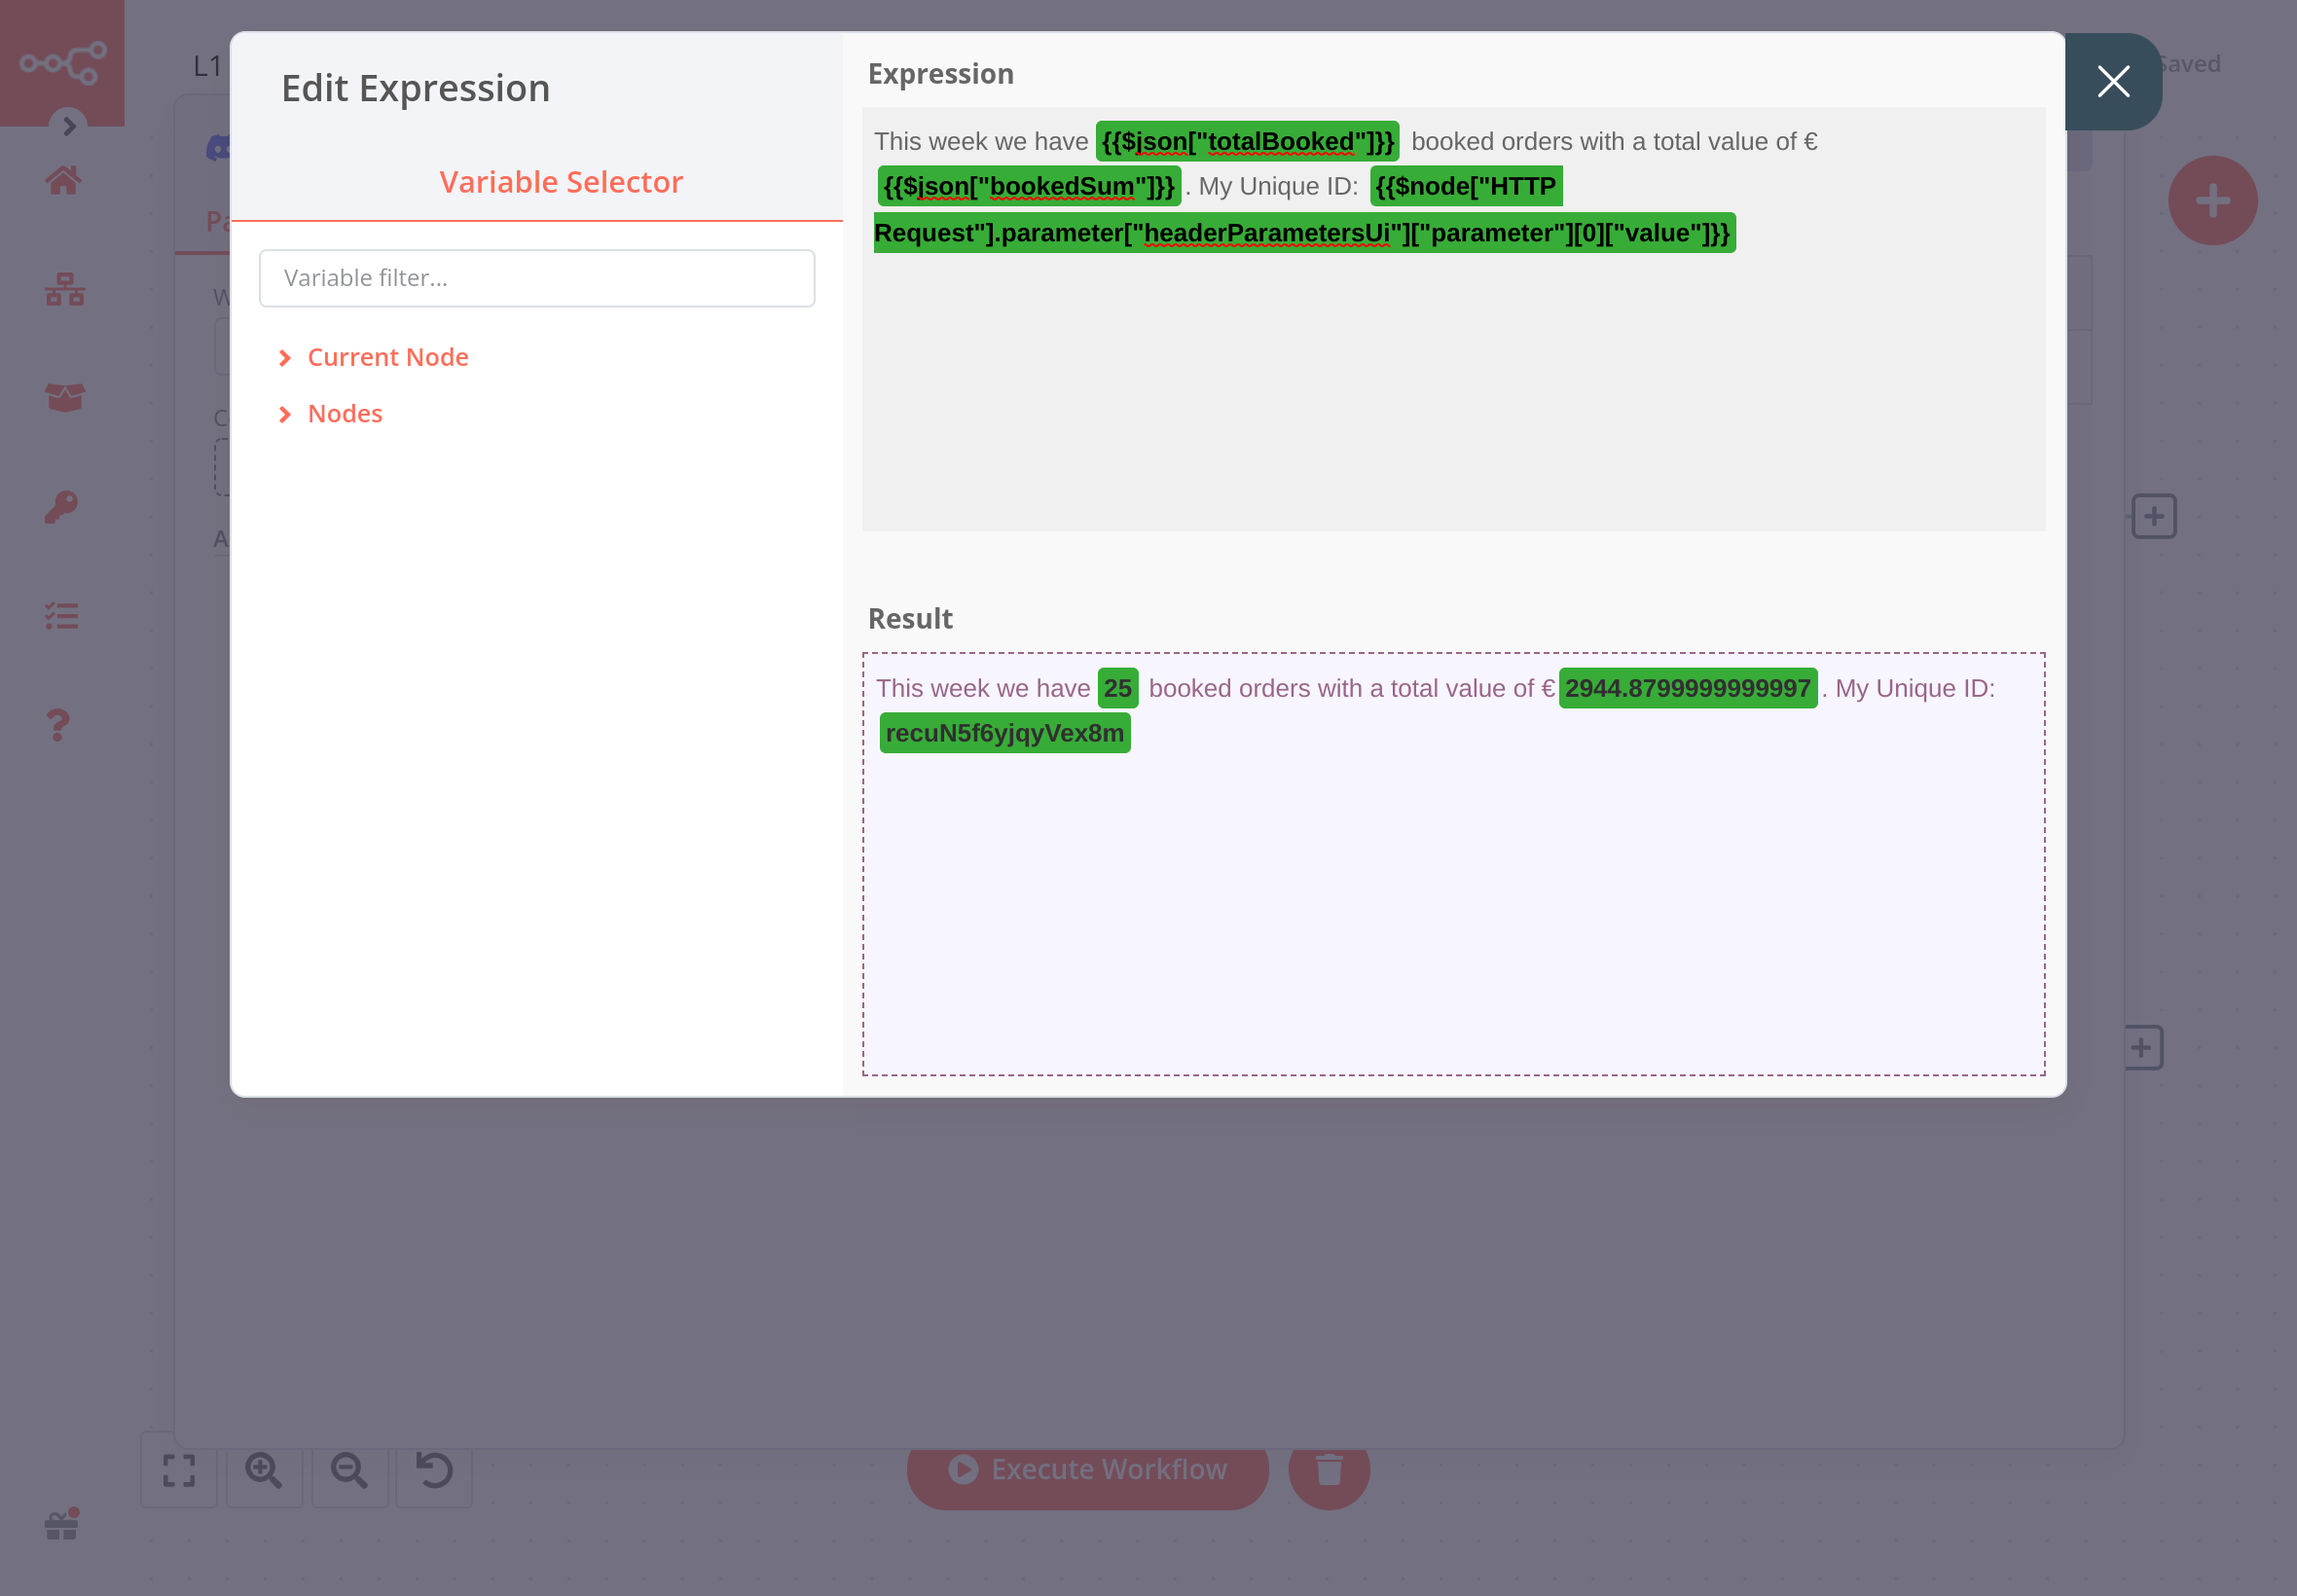 L1
Saved
Edit Expression
Variable Selector
Variable filter...
Current Node
Nodes
Expression
This week we have {{$json["totalBooked"]}} booked orders with a total value of €
{{$json["bookedSum"]}} . My Unique ID: {{$node["HTTP
Request"].parameter["headerParametersUi"]["parameter"][0]["value"]}}
Result
This week we have 25 booked orders with a total value of € 2944.8799999999997 . My Unique ID:
recuN5f6yjqyVex8m
Execute Workflow